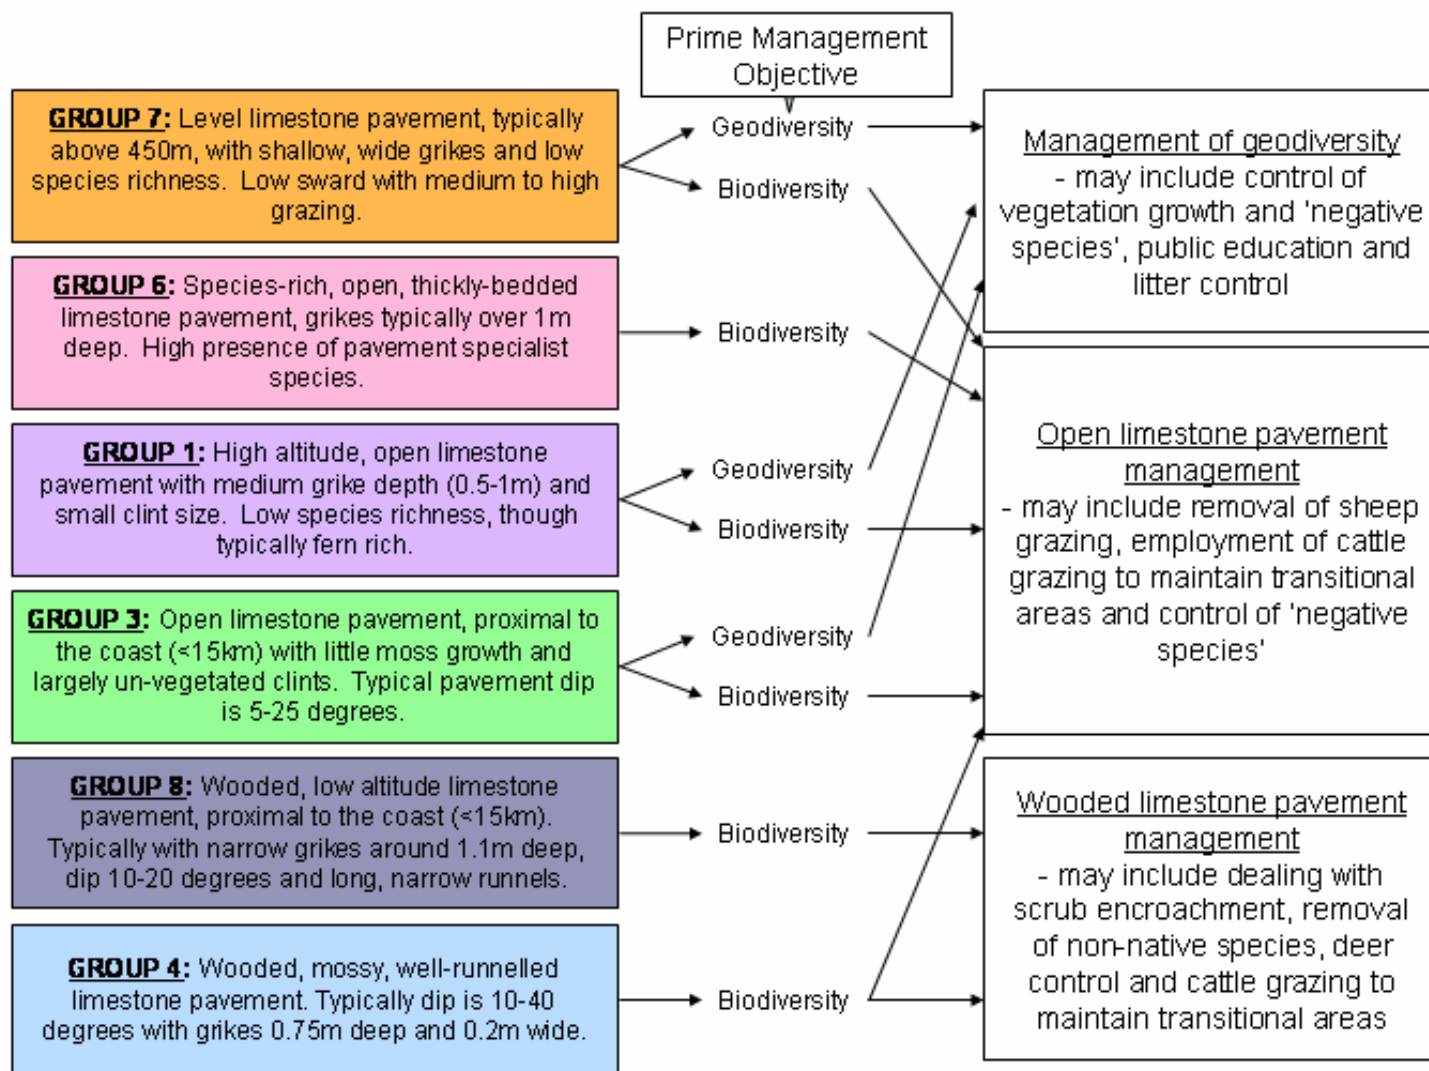 Prime Management
Objective
GROUP 7: Level limestone pavement, typically
above 450m, with shallow, wide grikes and low
species richness. Low sward with medium to high
grazing.
Geodiversity
Biodiversity
Management of geodiversity
- may include control of
vegetation growth and 'negative
species', public education and
litter control
GROUP 6: Species-rich, open, thickly-bedded
limestone pavement, grikes typically over 1m
deep. High presence of pavement specialist
species.
Biodiversity
GROUP 1: High altitude, open limestone
pavement with medium grike depth (0.5-1m) and
small clint size. Low species richness, though
typically fern rich.
Geodiversity
Biodiversity
Open limestone pavement
management
- may include removal of sheep
grazing, employment of cattle
grazing to maintain transitional
areas and control of 'negative
species'
GROUP 3: Open limestone pavement, proximal to
the coast (<15km) with little moss growth and
largely un-vegetated clints. Typical pavement dip
is 5-25 degrees.
Geodiversity
Biodiversity
GROUP 8: Wooded, low altitude limestone
pavement, proximal to the coast (<15km).
Typically with narrow grikes around 1.1m deep,
dip 10-20 degrees and long, narrow runnels.
Biodiversity
Wooded limestone pavement
management
- may include dealing with
scrub encroachment, removal
of non-native species, deer
control and cattle grazing to
maintain transitional areas
GROUP 4: Wooded, mossy, well-runnelled
limestone pavement. Typically dip is 10-40
degrees with grikes 0.75m deep and 0.2m wide.
Biodiversity